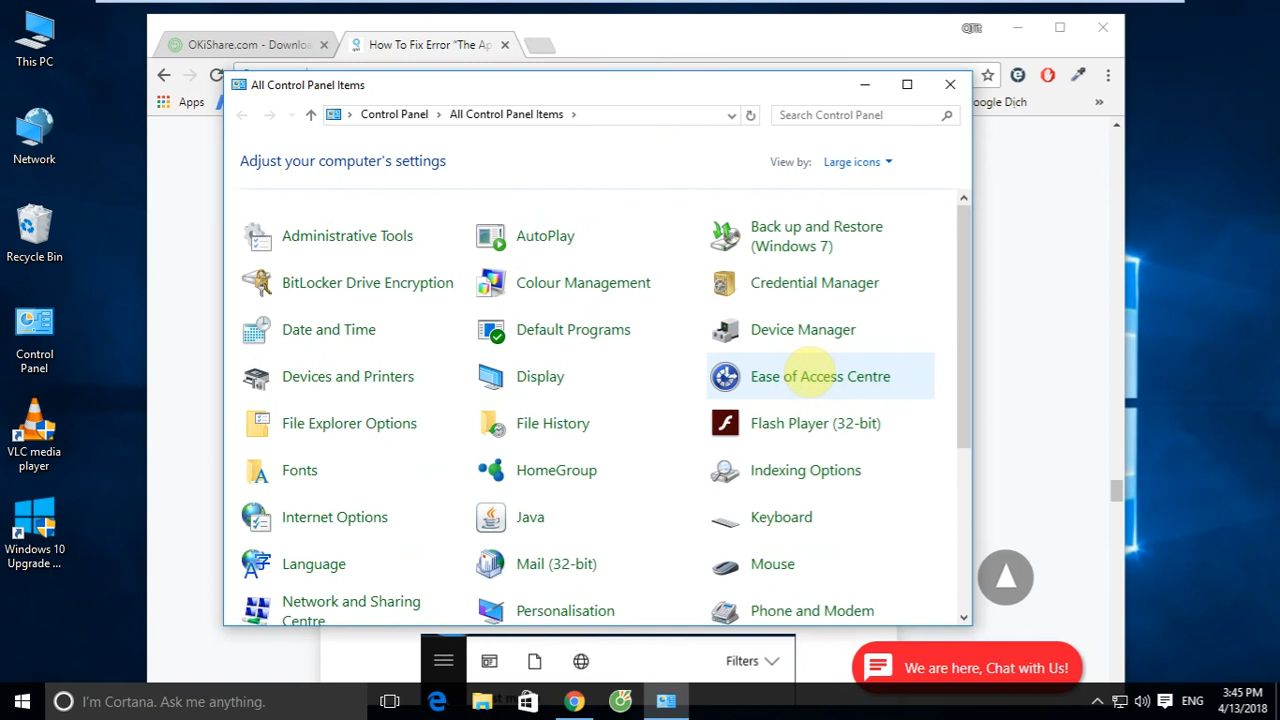 This PC
Network
Recycle Bin
Control
Panel
VLC media
player
Windows 10
Upgrade ...
QTit
OKiShare.com - Downloa
How To Fix Error "The Ap
Apps
oogle Dịch
»
All Control Panel Items
Control Panel
All Control Panel Items
Search Control Panel
Adjust your computer's settings
View by:
Large icons
Administrative Tools
AutoPlay
Back up and Restore
(Windows 7)
BitLocker Drive Encryption
Colour Management
Credential Manager
Date and Time
Default Programs
Device Manager
Devices and Printers
Display
Ease of Access Centre
File Explorer Options
File History
Flash Player (32-bit)
Fonts
HomeGroup
Indexing Options
Internet Options
Java
Keyboard
Language
Mail (32-bit)
Mouse
Network and Sharing
Centre
Personalisation
Phone and Modem
Filters
We are here, Chat with Us!
I'm Cortana. Ask me anything.
ENG
3:45 PM
4/13/2018